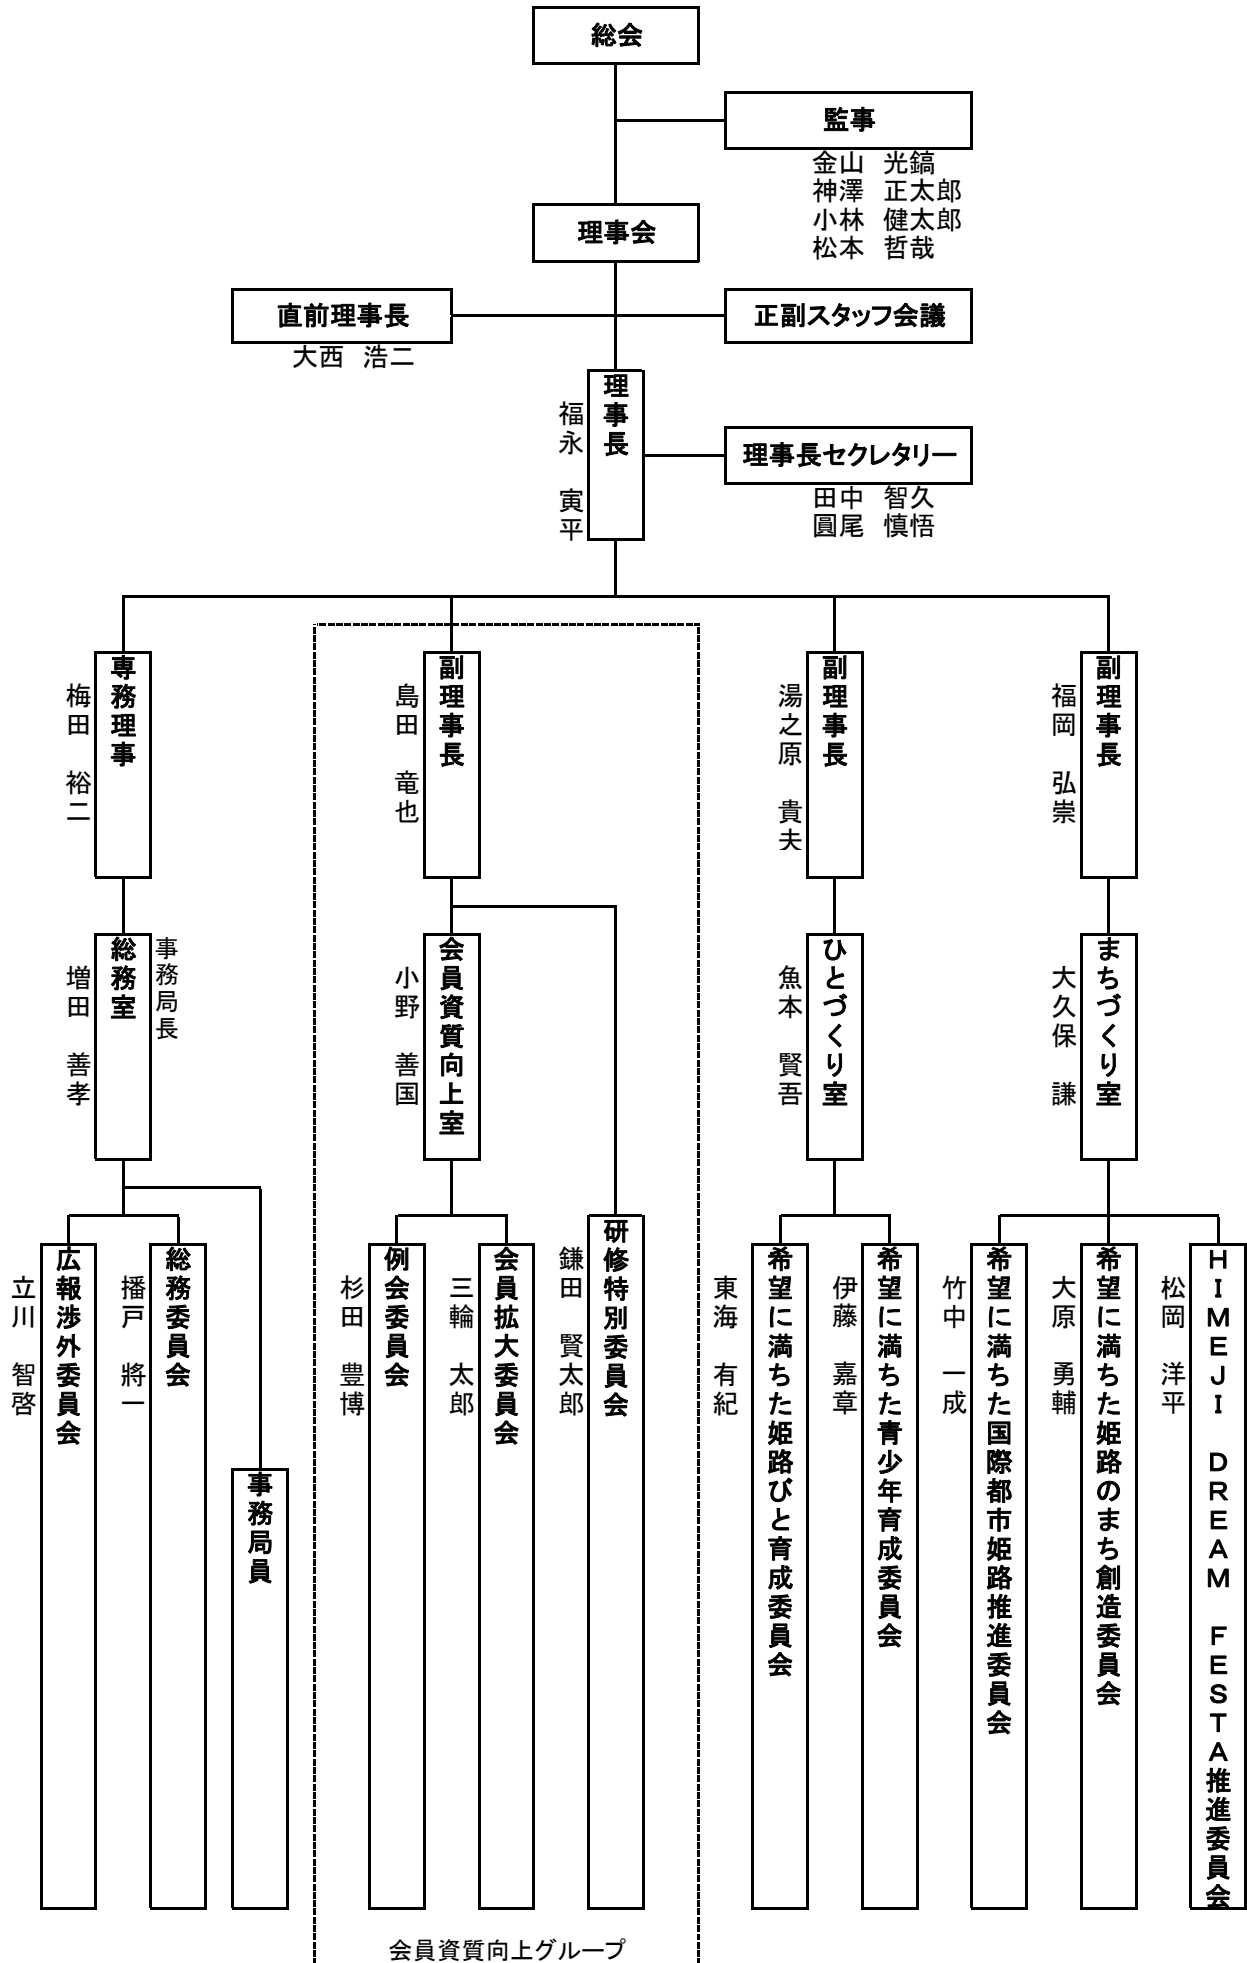 総会
監事
金山 光鎬
神澤 正太郎
小林 健太郎
松本 哲哉
理事会
直前理事長
大西 浩二
正副スタッフ会議
理事長
福永 寅平
理事長セクレタリー
田中 智久
圓尾 慎悟
専務理事
梅田 裕二
副理事長
島田 竜也
副理事長
湯之原 貴夫
副理事長
福岡 弘崇
総務室
事務局長
増田 善孝
会員資質向上室
小野 善国
ひとづくり室
魚本 賢吾
まちづくり室
大久保 謙
広報渉外委員会
立川 智啓
総務委員会
播戸 將一
事務局員
例会委員会
杉田 豊博
会員拡大委員会
三輪 太郎
研修特別委員会
鎌田 賢太郎
希望に満ちた姫路びと育成委員会
東海 有紀
希望に満ちた青少年育成委員会
伊藤 嘉章
希望に満ちた国際都市姫路推進委員会
竹中 一成
希望に満ちた姫路のまち創造委員会
大原 勇輔
ＨＩＭＥＪＩ ＤＲＥＡＭ ＦＥＳＴＡ推進委員会
松岡 洋平
会員資質向上グループ